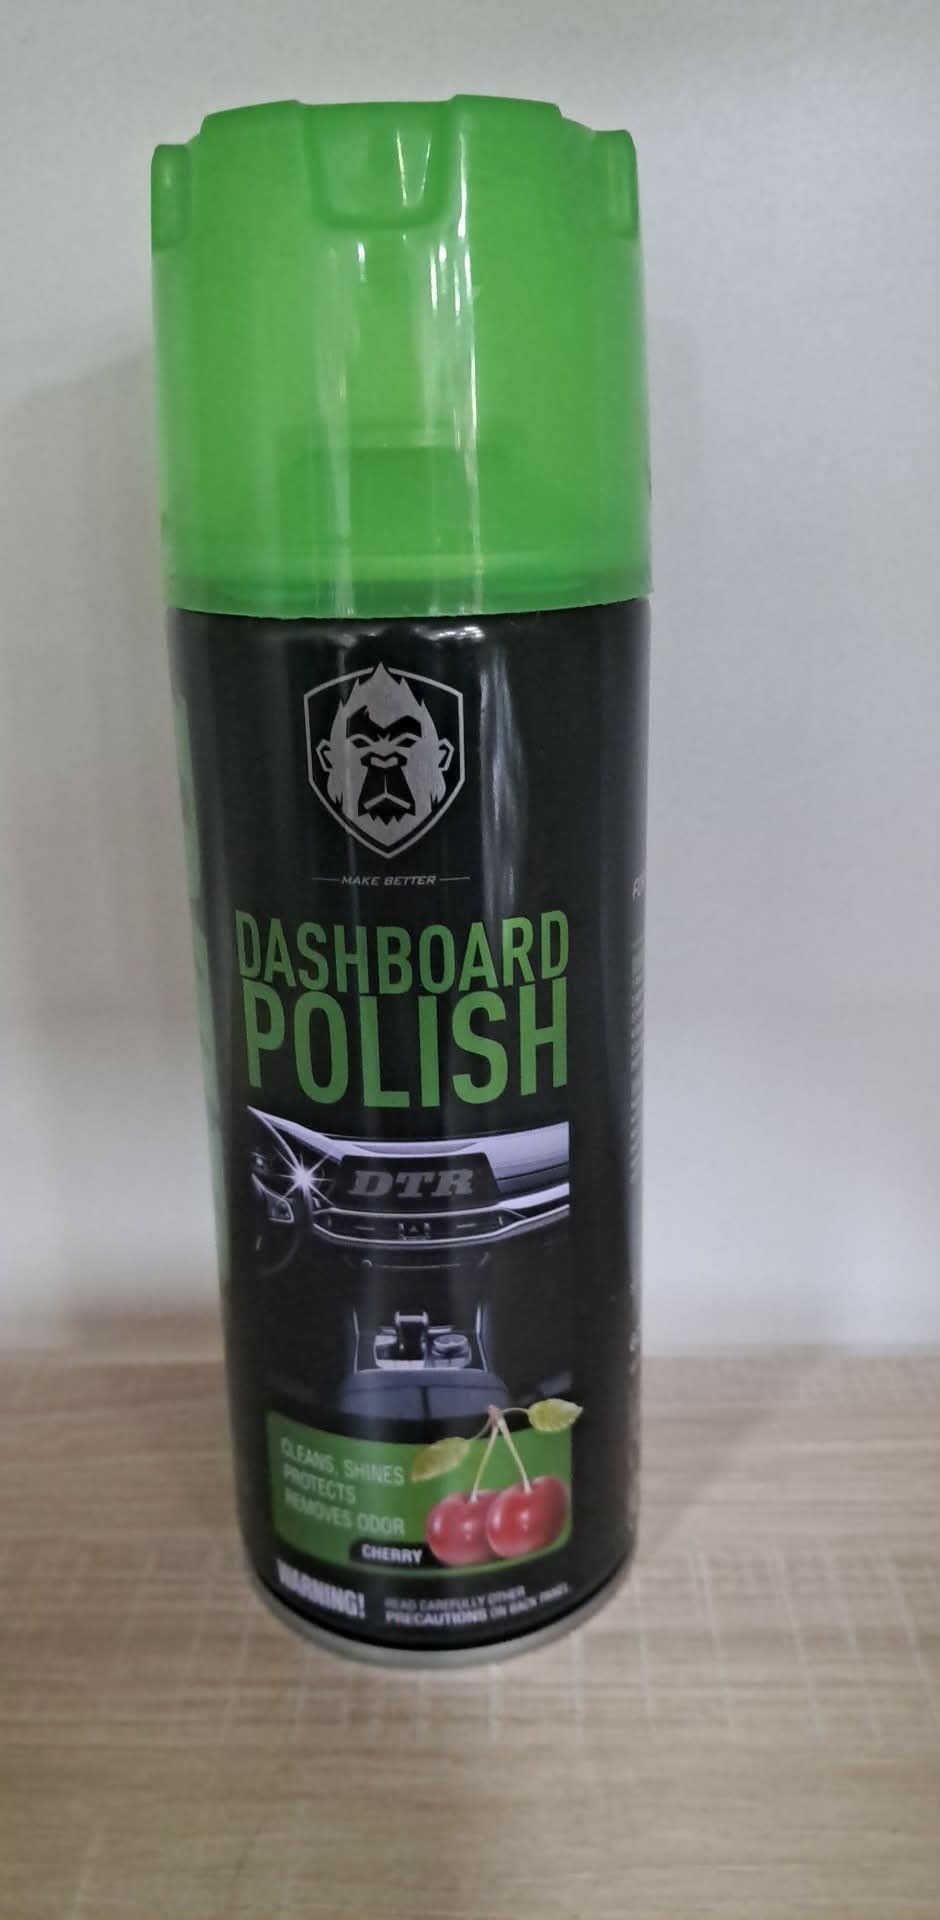 MAKE BETTER
DASHBOARD
POLISH
DTR
CLEANS, SHINES
PROTECTS
REMOVES ODOR
CHERRY
WARNING!
READ CAREFULLY OTHER
PRECAUTIONS ON BACK PANEL